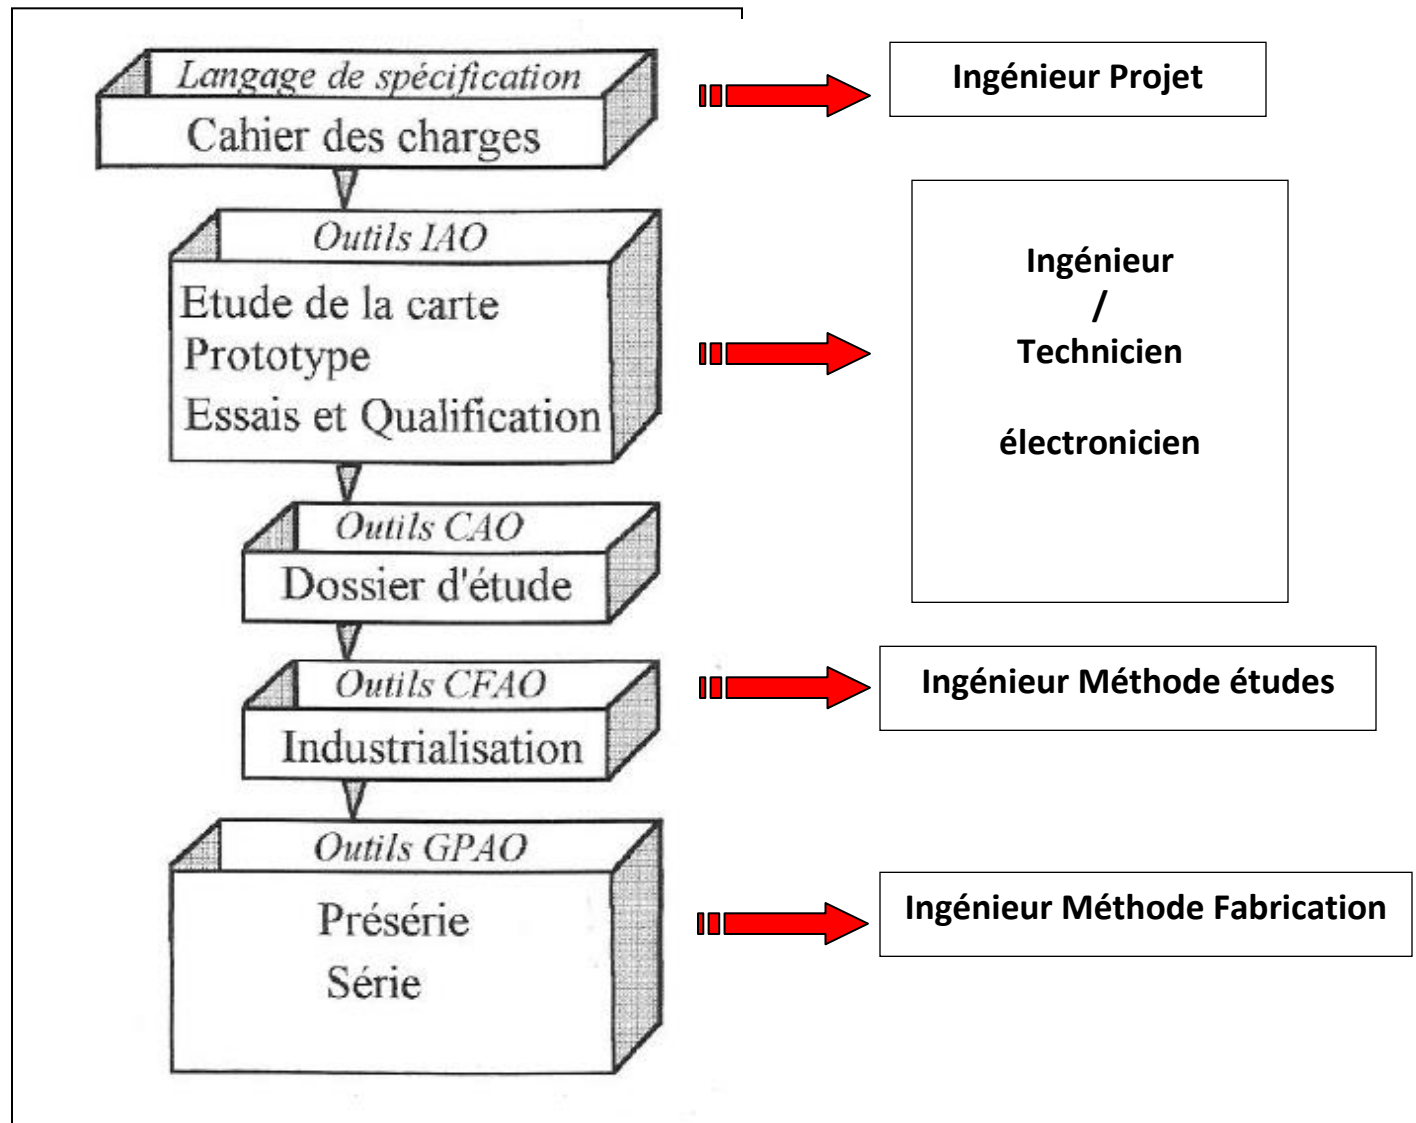 Langage de spécification
Cahier des charges
Ingénieur Projet
Outils IAO
Etude de la carte
Prototype
Essais et Qualification
Ingénieur
/
Technicien
électronicien
Outils CAO
Dossier d'étude
Outils CFAO
Industrialisation
Ingénieur Méthode études
Outils GPAO
Présérie
Série
Ingénieur Méthode Fabrication